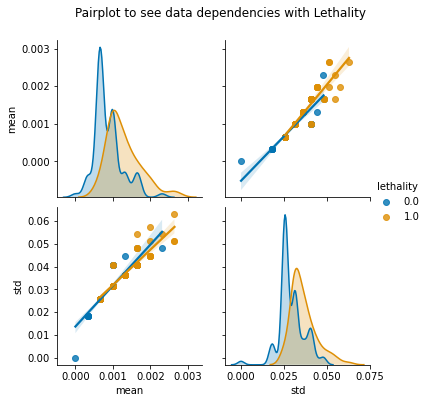 Pairplot to see data dependencies with Lethality
0.003
0.002
0.001
0.000
mean
lethality
0.0
1.0
0.06
0.05
0.04
0.03
0.02
0.01
0.00
std
0.000 0.001 0.002 0.003
mean
0.000 0.025 0.050 0.075
std